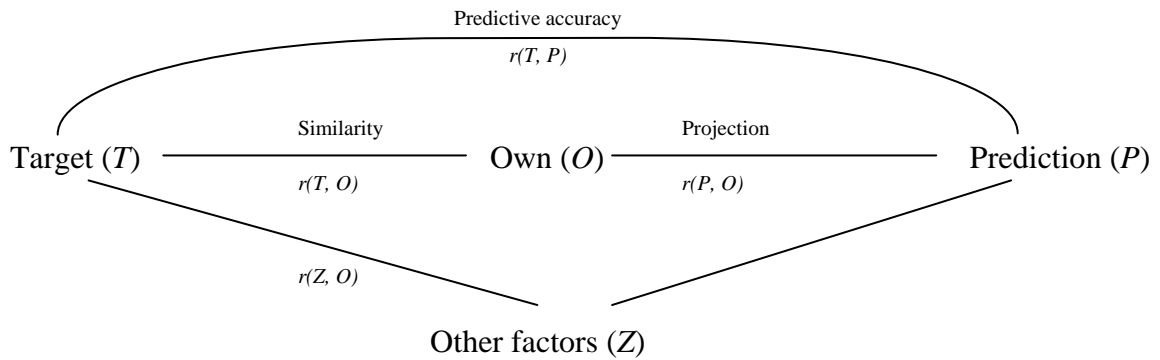 Predictive accuracy
r(T, P)
Similarity
Projection
Target (T)
Own (O)
Prediction (P)
r(T, O)
r(P, O)
r(Z, O)
Other factors (Z)